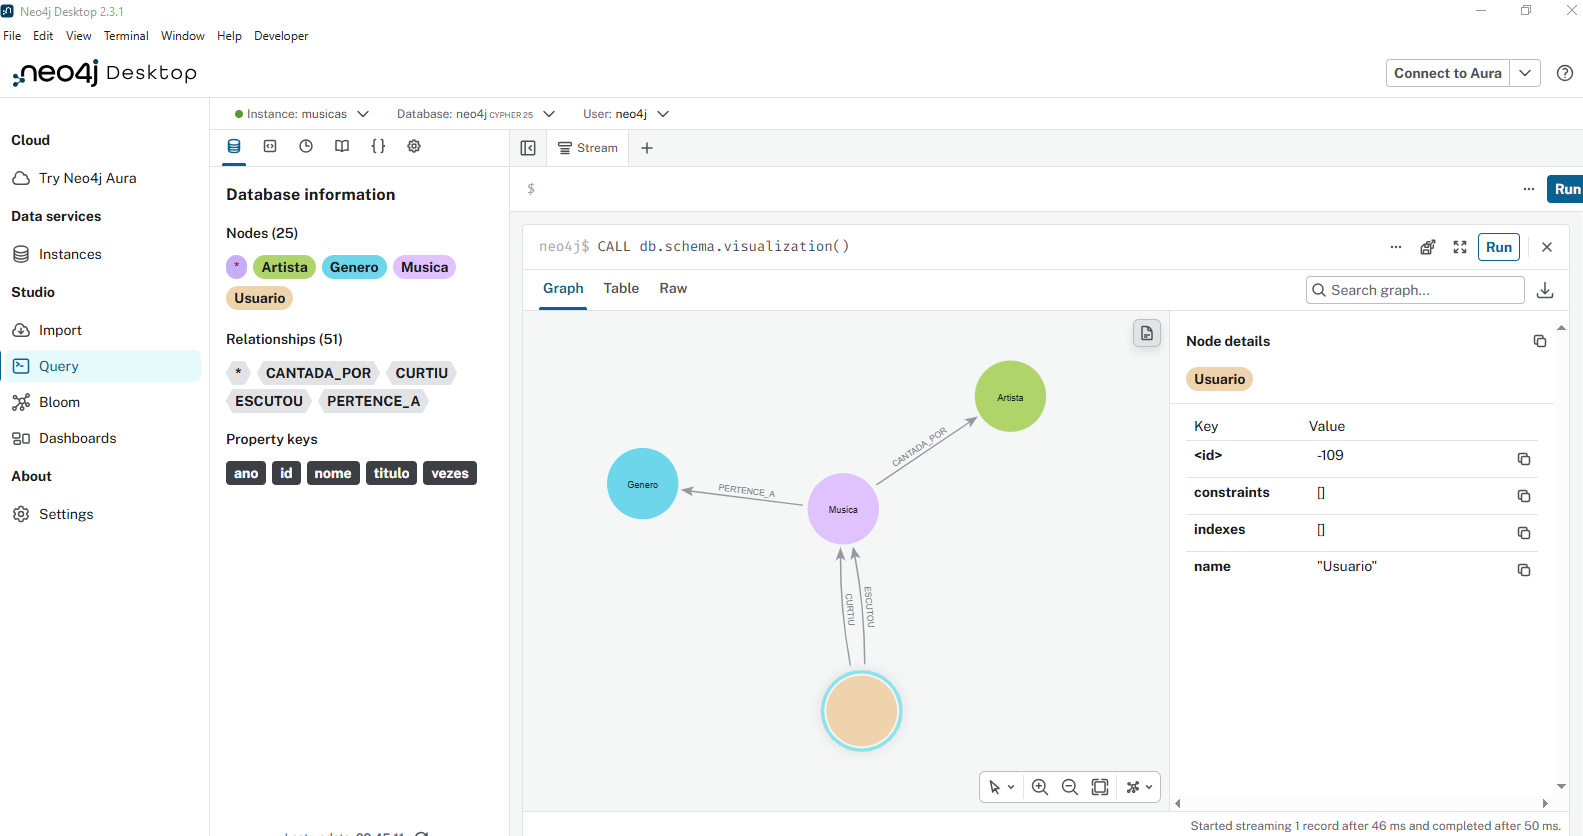 Neo4j Desktop 2.3.1
File Edit View Terminal Window Help Developer
neo4j Desktop
Connect to Aura
Instance: musicas
Database: neo4j CYPHER 25
User: neo4j
Cloud
Try Neo4j Aura
Data services
Instances
Studio
Import
Query
Bloom
Dashboards
About
Settings
Database information
Nodes (25)
* Artista Genero Musica
Usuario
Relationships (51)
* CANTADA_POR CURTIU
ESCUTOU PERTENCE_A
Property keys
ano id nome titulo vezes
Stream
$
Run
neo4j$ CALL db.schema.visualization()
Run
Graph Table Raw
Search graph...
Artista
CANTADA_POR
Genero
PERTENCE_A
Musica
CURTIU
ESCUTOU
Node details
Usuario
Key Value
<id> -109
constraints []
indexes []
name "Usuario"
Started streaming 1 record after 46 ms and completed after 50 ms.